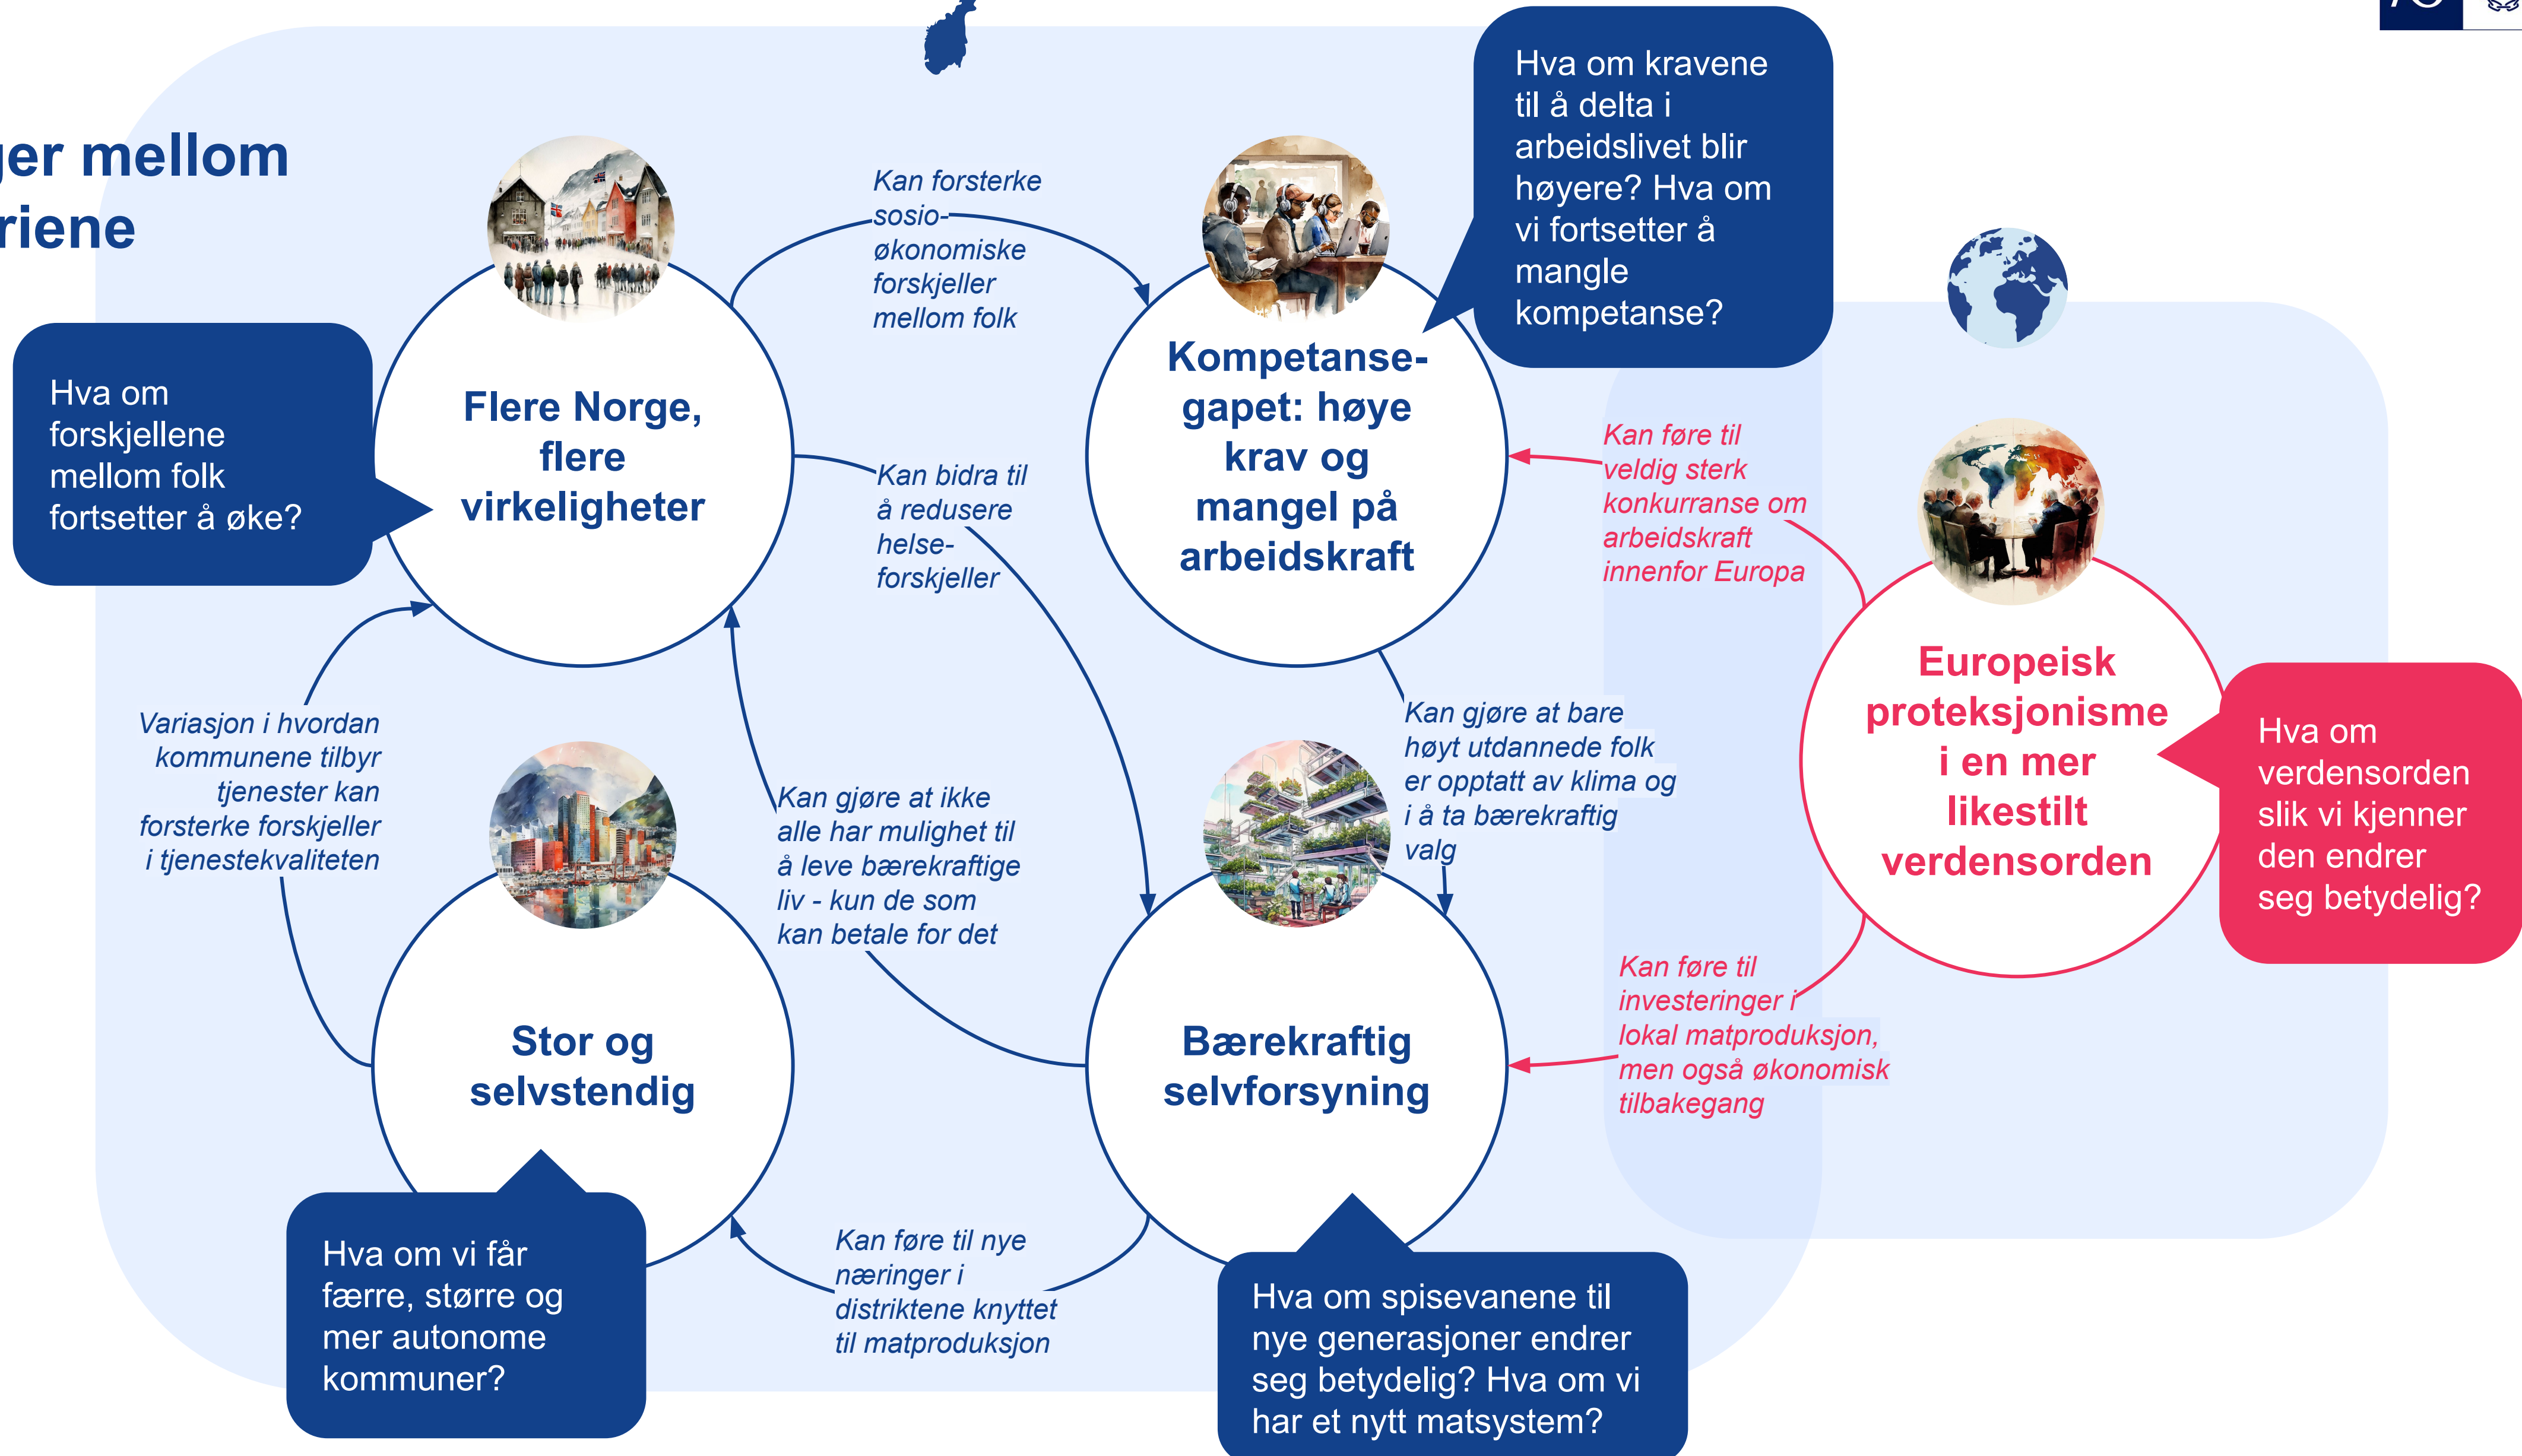 ger mellom
riene
Hva om
forskjellene
mellom folk
fortsetter å øke?
Flere Norge,
flere
virkeligheter
Kan forsterke
sosio-
økonomiske
forskjeller
mellom folk
Kompetanse-
gapet: høye
krav og
mangel på
arbeidskraft
Hva om kravene
til å delta i
arbeidslivet blir
høyere? Hva om
vi fortsetter å
mangle
kompetanse?
Kan bidra til
å redusere
helse-
forskjeller
Kan føre til
veldig sterk
konkurranse om
arbeidskraft
innenfor Europa
Europeisk
proteksjonisme
i en mer
likestilt
verdensorden
Hva om
verdensorden
slik vi kjenner
den endrer
seg betydelig?
Variasjon i hvordan
kommunene tilbyr
tjenester kan
forsterke forskjeller
i tjenestekvaliteten
Kan gjøre at ikke
alle har mulighet til
å leve bærekraftige
liv - kun de som
kan betale for det
Kan gjøre at bare
høyt utdannede folk
er opptatt av klima og
i å ta bærekraftig
valg
Stor og
selvstendig
Bærekraftig
selvforsyning
Kan føre til
investeringer i
lokal matproduksjon,
men også økonomisk
tilbakegang
Hva om vi får
færre, større og
mer autonome
kommuner?
Kan føre til nye
næringer i
distriktene knyttet
til matproduksjon
Hva om spisevanene til
nye generasjoner endrer
seg betydelig? Hva om vi
har et nytt matsystem?